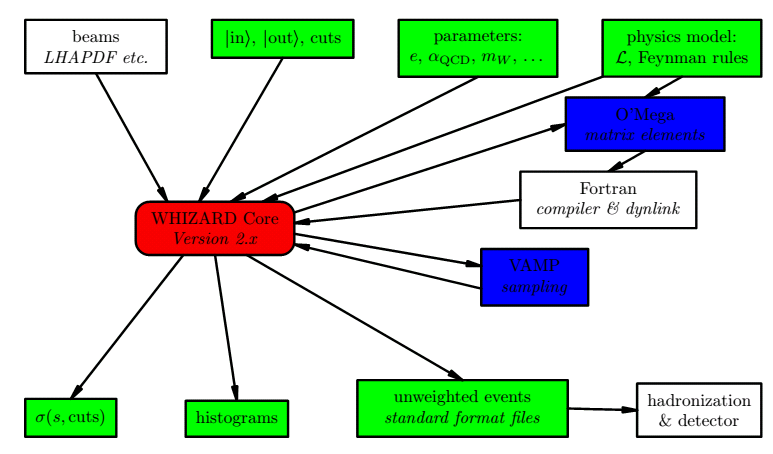 beams
LHAPDF etc.
|in⟩, |out⟩, cuts
parameters:
e, α_QCD, m_W, ...
physics model:
ℒ, Feynman rules
O'Mega
matrix elements
Fortran
compiler & dynlink
WHIZARD Core
Version 2.x
VAMP
sampling
σ(s, cuts)
histograms
unweighted events
standard format files
hadronization
& detector